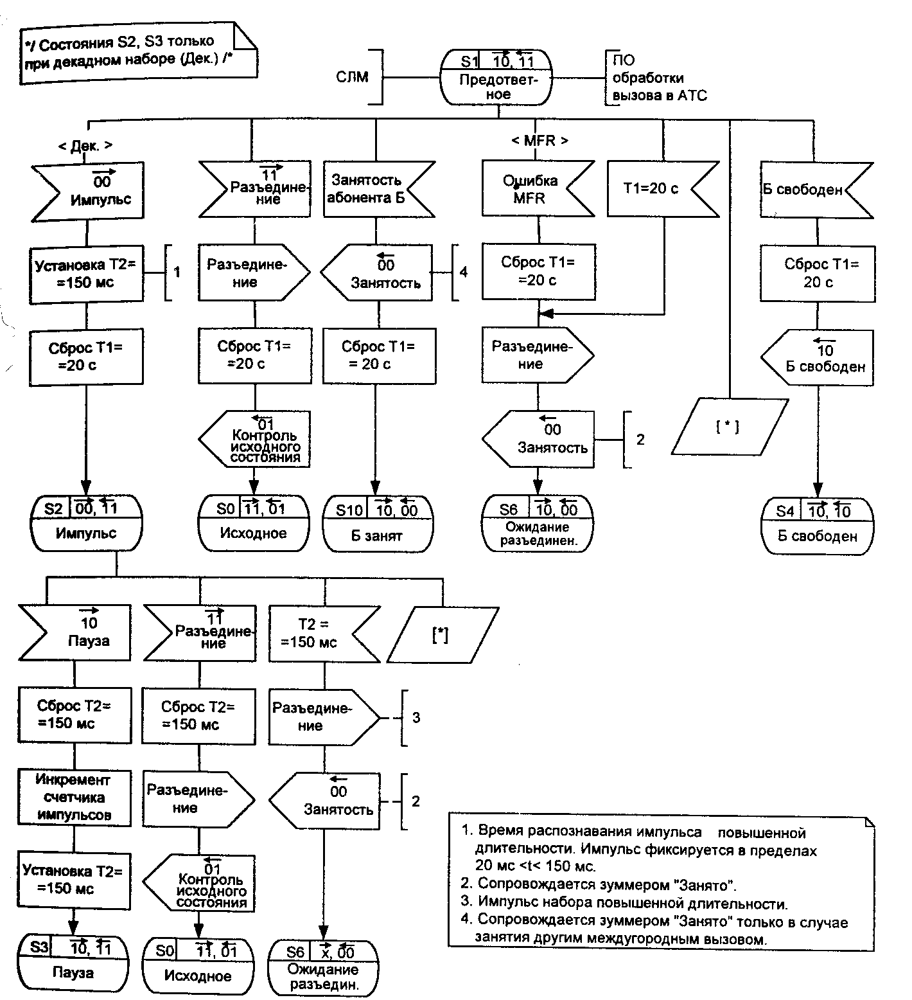 */ Состояния S2, S3 только
при декадном наборе (Дек.) /*
СЛМ
S1 10, 11
Предответ-
ное
ПО
обработки
вызова в АТС
< Дек. >
< MFR >
00
Импульс
11
Разъедине-
ние
Занятость
абонента Б
Ошибка
MFR
T1=20 с
Б свободен
Установка T2=
=150 мс
1
Разъедине-
ние
00
Занятость
4
Сброс T1=
=20 с
Сброс T1=
20 с
Сброс T1=
=20 с
Сброс T1=
=20 с
Сброс T1=
= 20 с
Разъедине-
ние
10
Б свободен
01
Контроль
исходного
состояния
00
Занятость
2
[ * ]
S2 00, 11
Импульс
S0 11, 01
Исходное
S10 10, 00
Б занят
S6 10, 00
Ожидание
разъединен.
S4 10, 10
Б свободен
10
Пауза
11
Разъедине-
ние
T2 =
=150 мс
[*]
Сброс T2=
=150 мс
Сброс T2=
=150 мс
Разъедине-
ние
3
Инкремент
счетчика
импульсов
Разъедине-
ние
00
Занятость
2
Установка T2=
=150 мс
01
Контроль
исходного
состояния
S3 10, 11
Пауза
S0 11, 01
Исходное
S6 x, 00
Ожидание
разъедин.
1. Время распознавания импульса повышенной
длительности. Импульс фиксируется в пределах
20 мс <t< 150 мс.
2. Сопровождается зуммером "Занято".
3. Импульс набора повышенной длительности.
4. Сопровождается зуммером "Занято" только в случае
занятия другим междугородным вызовом.